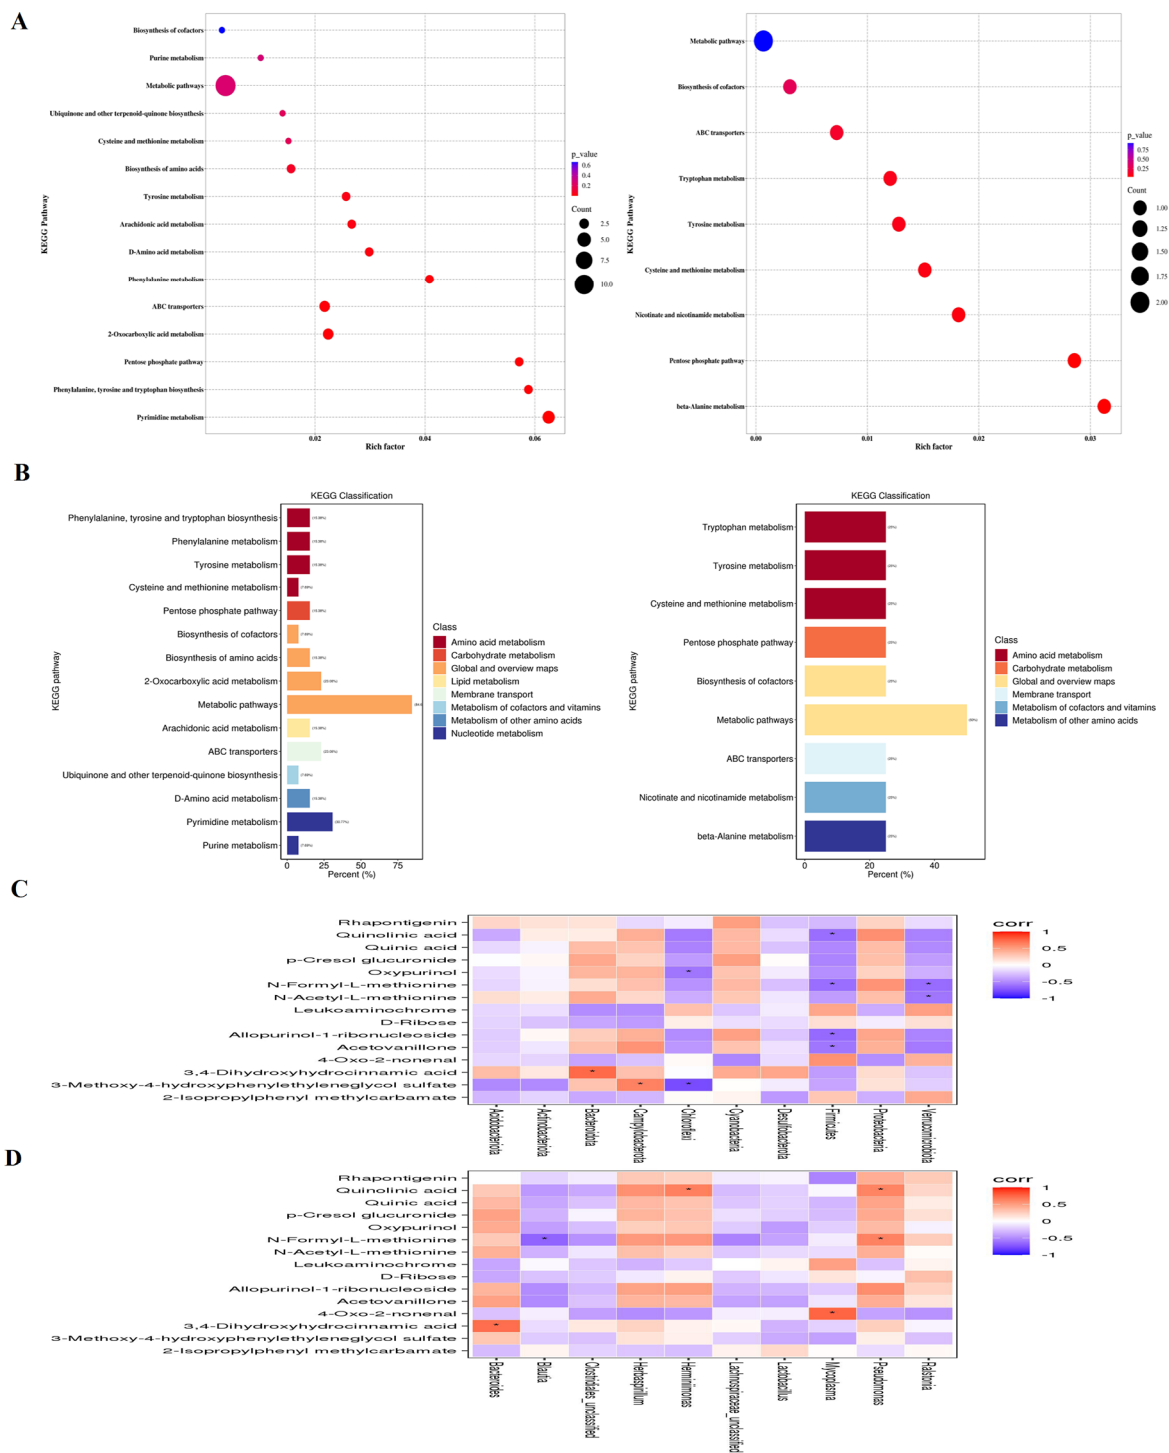 A
Biosynthesis of cofactors
Purine metabolism
Metabolic pathways
Ubiquinone and other terpenoid-quinone biosynthesis
Cysteine and methionine metabolism
Biosynthesis of amino acids
Tyrosine metabolism
Arachidonic acid metabolism
D-Amino acid metabolism
Phenylalanine metabolism
ABC transporters
2-Oxocarboxylic acid metabolism
Pentose phosphate pathway
Phenylalanine, tyrosine and tryptophan biosynthesis
Pyrimidine metabolism
KEGG Pathway
0.02 0.04 0.06
Rich factor
p_value
0.6
0.4
0.2
Count
2.5
5.0
7.5
10.0
Metabolic pathways
Biosynthesis of cofactors
ABC transporters
Tryptophan metabolism
Tyrosine metabolism
Cysteine and methionine metabolism
Nicotinate and nicotinamide metabolism
Pentose phosphate pathway
beta-Alanine metabolism
KEGG Pathway
0.00 0.01 0.02 0.03
Rich factor
p_value
0.75
0.50
0.25
Count
1.00
1.25
1.50
1.75
2.00
B
KEGG Classification
Phenylalanine, tyrosine and tryptophan biosynthesis
Phenylalanine metabolism
Tyrosine metabolism
Cysteine and methionine metabolism
Pentose phosphate pathway
Biosynthesis of cofactors
Biosynthesis of amino acids
2-Oxocarboxylic acid metabolism
Metabolic pathways
Arachidonic acid metabolism
ABC transporters
Ubiquinone and other terpenoid-quinone biosynthesis
D-Amino acid metabolism
Pyrimidine metabolism
Purine metabolism
KEGG pathway
0 25 50 75
Percent (%)
Class
Amino acid metabolism
Carbohydrate metabolism
Global and overview maps
Lipid metabolism
Membrane transport
Metabolism of cofactors and vitamins
Metabolism of other amino acids
Nucleotide metabolism
KEGG Classification
Tryptophan metabolism
Tyrosine metabolism
Cysteine and methionine metabolism
Pentose phosphate pathway
Biosynthesis of cofactors
Metabolic pathways
ABC transporters
Nicotinate and nicotinamide metabolism
beta-Alanine metabolism
KEGG pathway
0 20 40
Percent (%)
Class
Amino acid metabolism
Carbohydrate metabolism
Global and overview maps
Membrane transport
Metabolism of cofactors and vitamins
Metabolism of other amino acids
C
Rhapontigenin
Quinolinic acid
Quinic acid
p-Cresol glucuronide
Oxypurinol
N-Formyl-L-methionine
N-Acetyl-L-methionine
Leukoaminochrome
D-Ribose
Allopurinol-1-ribonucleoside
Acetovanillone
4-Oxo-2-nonenal
3,4-Dihydroxyhydrocinnamic acid
3-Methoxy-4-hydroxyphenylethyleneglycol sulfate
2-Isopropylphenyl methylcarbamate
Acidobacteriota
Actinobacteriota
Bacteroidota
Campylobacterota
Chloroflexi
Cyanobacteria
Desulfobacterota
Firmicutes
Proteobacteria
Verrucomicrobiota
corr
1
0.5
0
-0.5
-1
D
Rhapontigenin
Quinolinic acid
Quinic acid
p-Cresol glucuronide
Oxypurinol
N-Formyl-L-methionine
N-Acetyl-L-methionine
Leukoaminochrome
D-Ribose
Allopurinol-1-ribonucleoside
Acetovanillone
4-Oxo-2-nonenal
3,4-Dihydroxyhydrocinnamic acid
3-Methoxy-4-hydroxyphenylethyleneglycol sulfate
2-Isopropylphenyl methylcarbamate
Bacteroides
Blautia
Clostridiales_unclassified
Herbaspirillum
Herminiimonas
Lachnospiraceae_unclassified
Lactobacillus
Mycoplasma
Pseudomonas
Ralstonia
corr
1
0.5
0
-0.5
-1